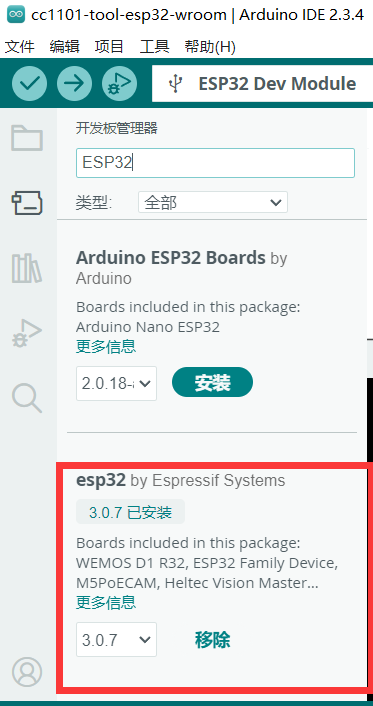 cc1101-tool-esp32-wroom | Arduino IDE 2.3.4
文件 编辑 项目 工具 帮助(H)
ESP32 Dev Module
开发板管理器
ESP32
类型: 全部
Arduino ESP32 Boards by
Arduino
Boards included in this package:
Arduino Nano ESP32
更多信息
2.0.18-a 安装
esp32 by Espressif Systems
3.0.7 已安装
Boards included in this package:
WEMOS D1 R32, ESP32 Family Device,
M5PoECAM, Heltec Vision Master...
更多信息
3.0.7 移除